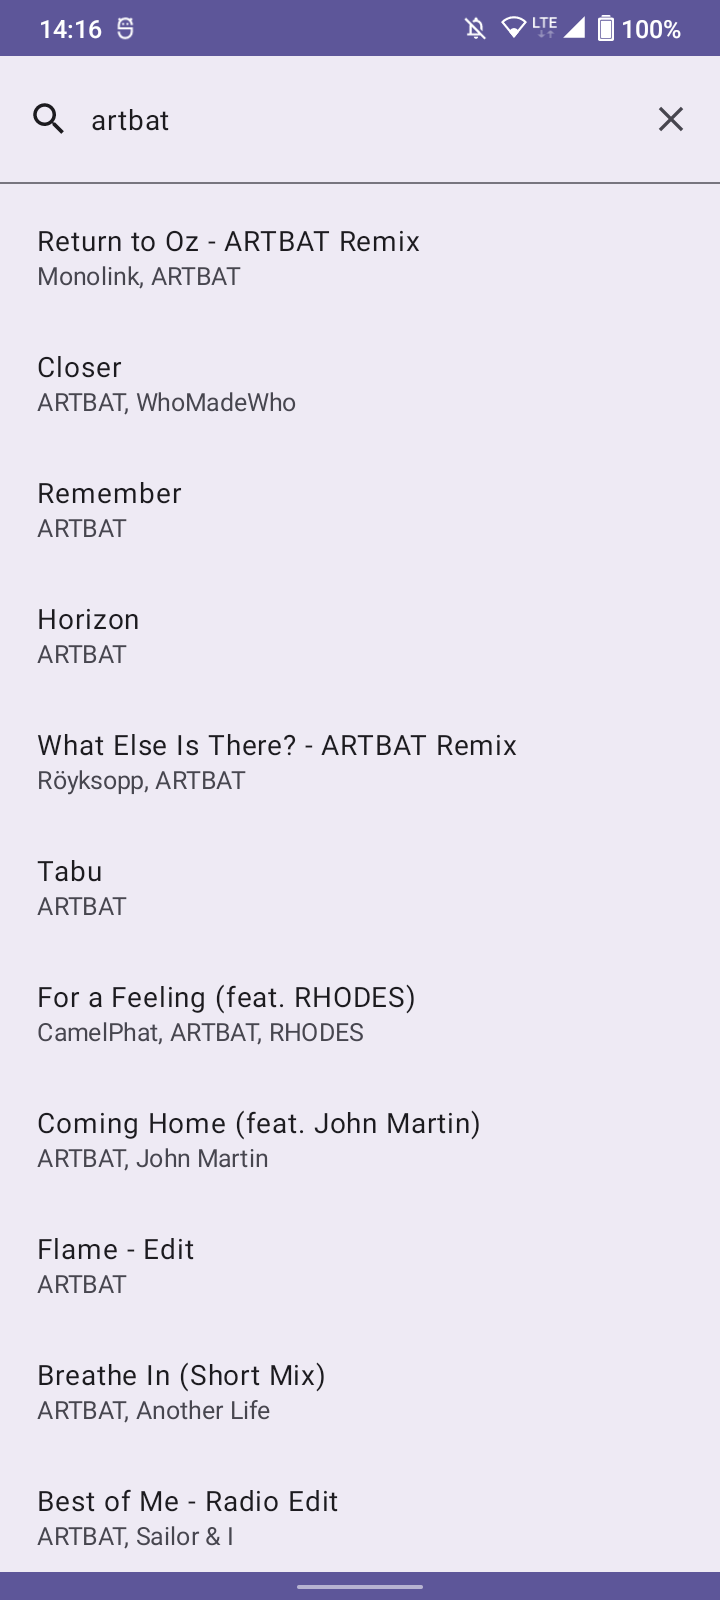 14:16 LTE 100%
artbat
Return to Oz - ARTBAT Remix
Monolink, ARTBAT
Closer
ARTBAT, WhoMadeWho
Remember
ARTBAT
Horizon
ARTBAT
What Else Is There? - ARTBAT Remix
Röyksopp, ARTBAT
Tabu
ARTBAT
For a Feeling (feat. RHODES)
CamelPhat, ARTBAT, RHODES
Coming Home (feat. John Martin)
ARTBAT, John Martin
Flame - Edit
ARTBAT
Breathe In (Short Mix)
ARTBAT, Another Life
Best of Me - Radio Edit
ARTBAT, Sailor & I